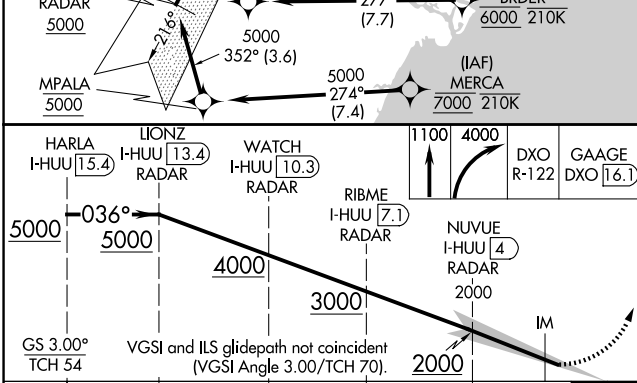 RADAR
5000
216°
277°
(7.7)
6000 210K
5000
352° (3.6)
MPALA
5000
5000
274°
(7.4)
(IAF)
MERCA
7000 210K
HARLA
I-HUU 15.4
LIONZ
I-HUU 13.4
RADAR
WATCH
I-HUU 10.3
RADAR
RIBME
I-HUU 7.1
RADAR
NUVUE
I-HUU 4
RADAR
2000
1100
4000
DXO
R-122
GAAGE
DXO 16.1
036°
5000
5000
4000
3000
2000
IM
GS 3.00°
TCH 54
VGSI and ILS glidepath not coincident
(VGSI Angle 3.00/TCH 70).